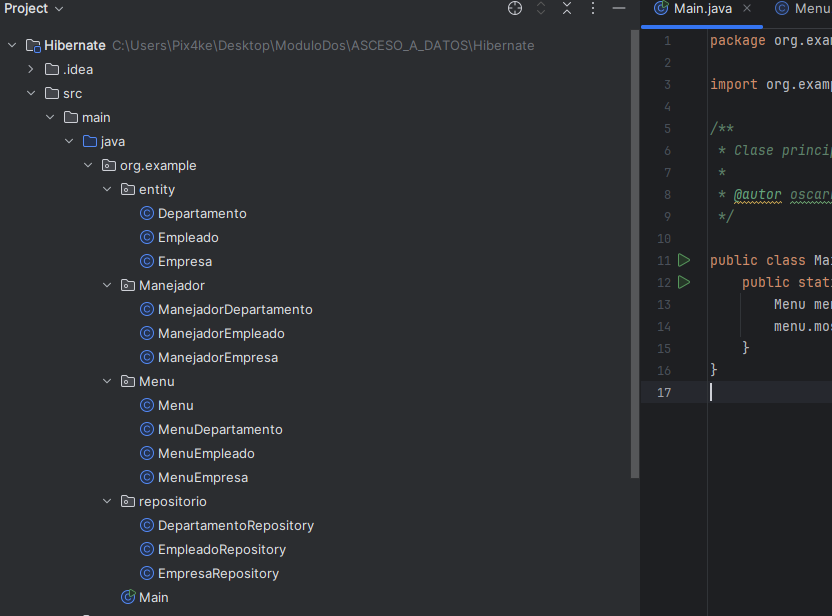 Project
Hibernate C:\Users\Pix4ke\Desktop\ModuloDos\ASCESO_A_DATOS\Hibernate
.idea
src
main
java
org.example
entity
Departamento
Empleado
Empresa
Manejador
ManejadorDepartamento
ManejadorEmpleado
ManejadorEmpresa
Menu
Menu
MenuDepartamento
MenuEmpleado
MenuEmpresa
repositorio
DepartamentoRepository
EmpleadoRepository
EmpresaRepository
Main
Main.java Menu
1 package org.exam
2
3 import org.examp
4
5 /**
6 * Clase princip
7 *
8 * @autor oscar
9 */
10
11 public class Mai
12 public stati
13 Menu men
14 menu.mos
15 }
16 }
17